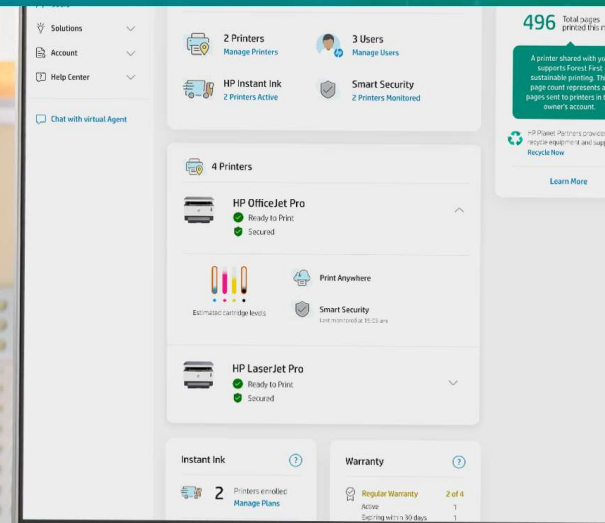 Solutions
Account
Help Center
Chat with virtual Agent
2 Printers
Manage Printers
3 Users
Manage Users
HP Instant Ink
2 Printers Active
Smart Security
2 Printers Monitored
4 Printers
HP OfficeJet Pro
Ready to Print
Secured
Estimated cartridge levels
Print Anywhere
Smart Security
Last monitored at
HP LaserJet Pro
Ready to Print
Secured
Instant Ink
2 Printers enrolled
Manage Plans
Warranty
Regular Warranty 2 of 4
Active 1
Expiring within 30 days 1
496 Total pages
printed this
A printer shared with
supports Forest First
sustainable printing.
page count represents
pages sent to printers in
owner's account.
HP Planet Partners
recycle equipment and
Recycle Now
Learn More